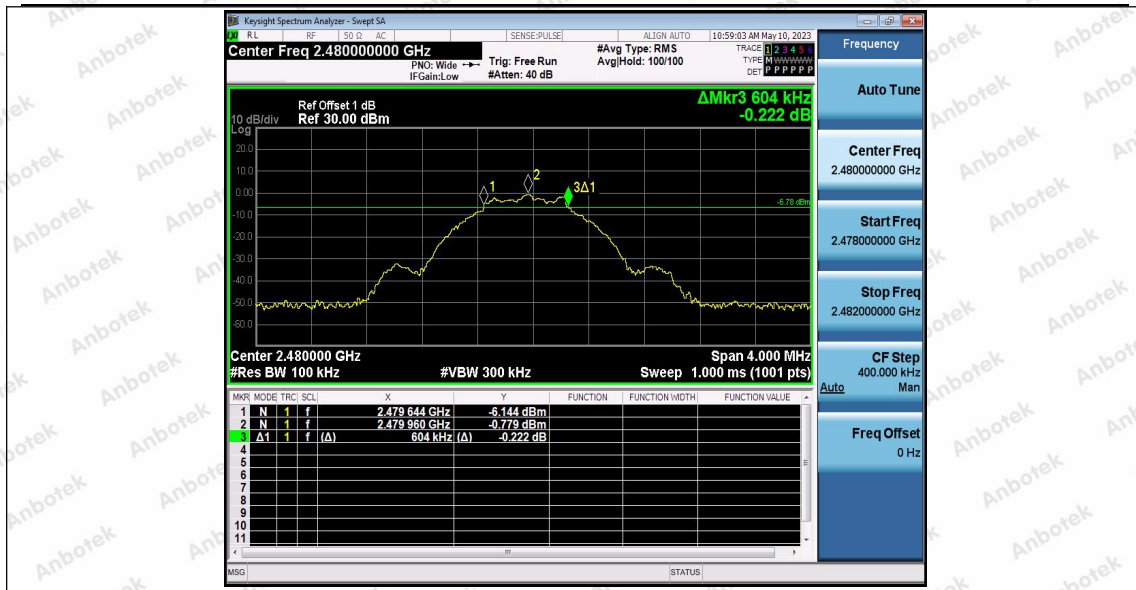 Keysight Spectrum Analyzer - Swept SA
LXI RL RF 50 Ω AC SENSE:PULSE ALIGN AUTO 10:59:03 AM May 10, 2023
Center Freq 2.480000000 GHz
PNO: Wide
IFGain:Low
Trig: Free Run
#Atten: 40 dB
#Avg Type: RMS
Avg|Hold: 100/100
TRACE 1 2 3 4 5 6
TYPE M WWWWW
DET P P P P P P
Frequency
Auto Tune
Center Freq
2.480000000 GHz
Start Freq
2.478000000 GHz
Stop Freq
2.482000000 GHz
CF Step
400.000 kHz
Auto Man
Freq Offset
0 Hz
ΔMkr3 604 kHz
-0.222 dB
Ref Offset 1 dB
10 dB/div Ref 30.00 dBm
Log
20.0
10.0
0.00
-10.0
-20.0
-30.0
-40.0
-50.0
-60.0
1
2
3Δ1
-6.78 dBm
Center 2.480000 GHz Span 4.000 MHz
#Res BW 100 kHz #VBW 300 kHz Sweep 1.000 ms (1001 pts)
MKR MODE TRC SCL X Y FUNCTION FUNCTION WIDTH FUNCTION VALUE
1 N 1 f 2.479 644 GHz -6.144 dBm
2 N 1 f 2.479 960 GHz -0.779 dBm
3 Δ1 1 f (Δ) 604 kHz (Δ) -0.222 dB
4
5
6
7
8
9
10
11
MSG STATUS
Anbotek